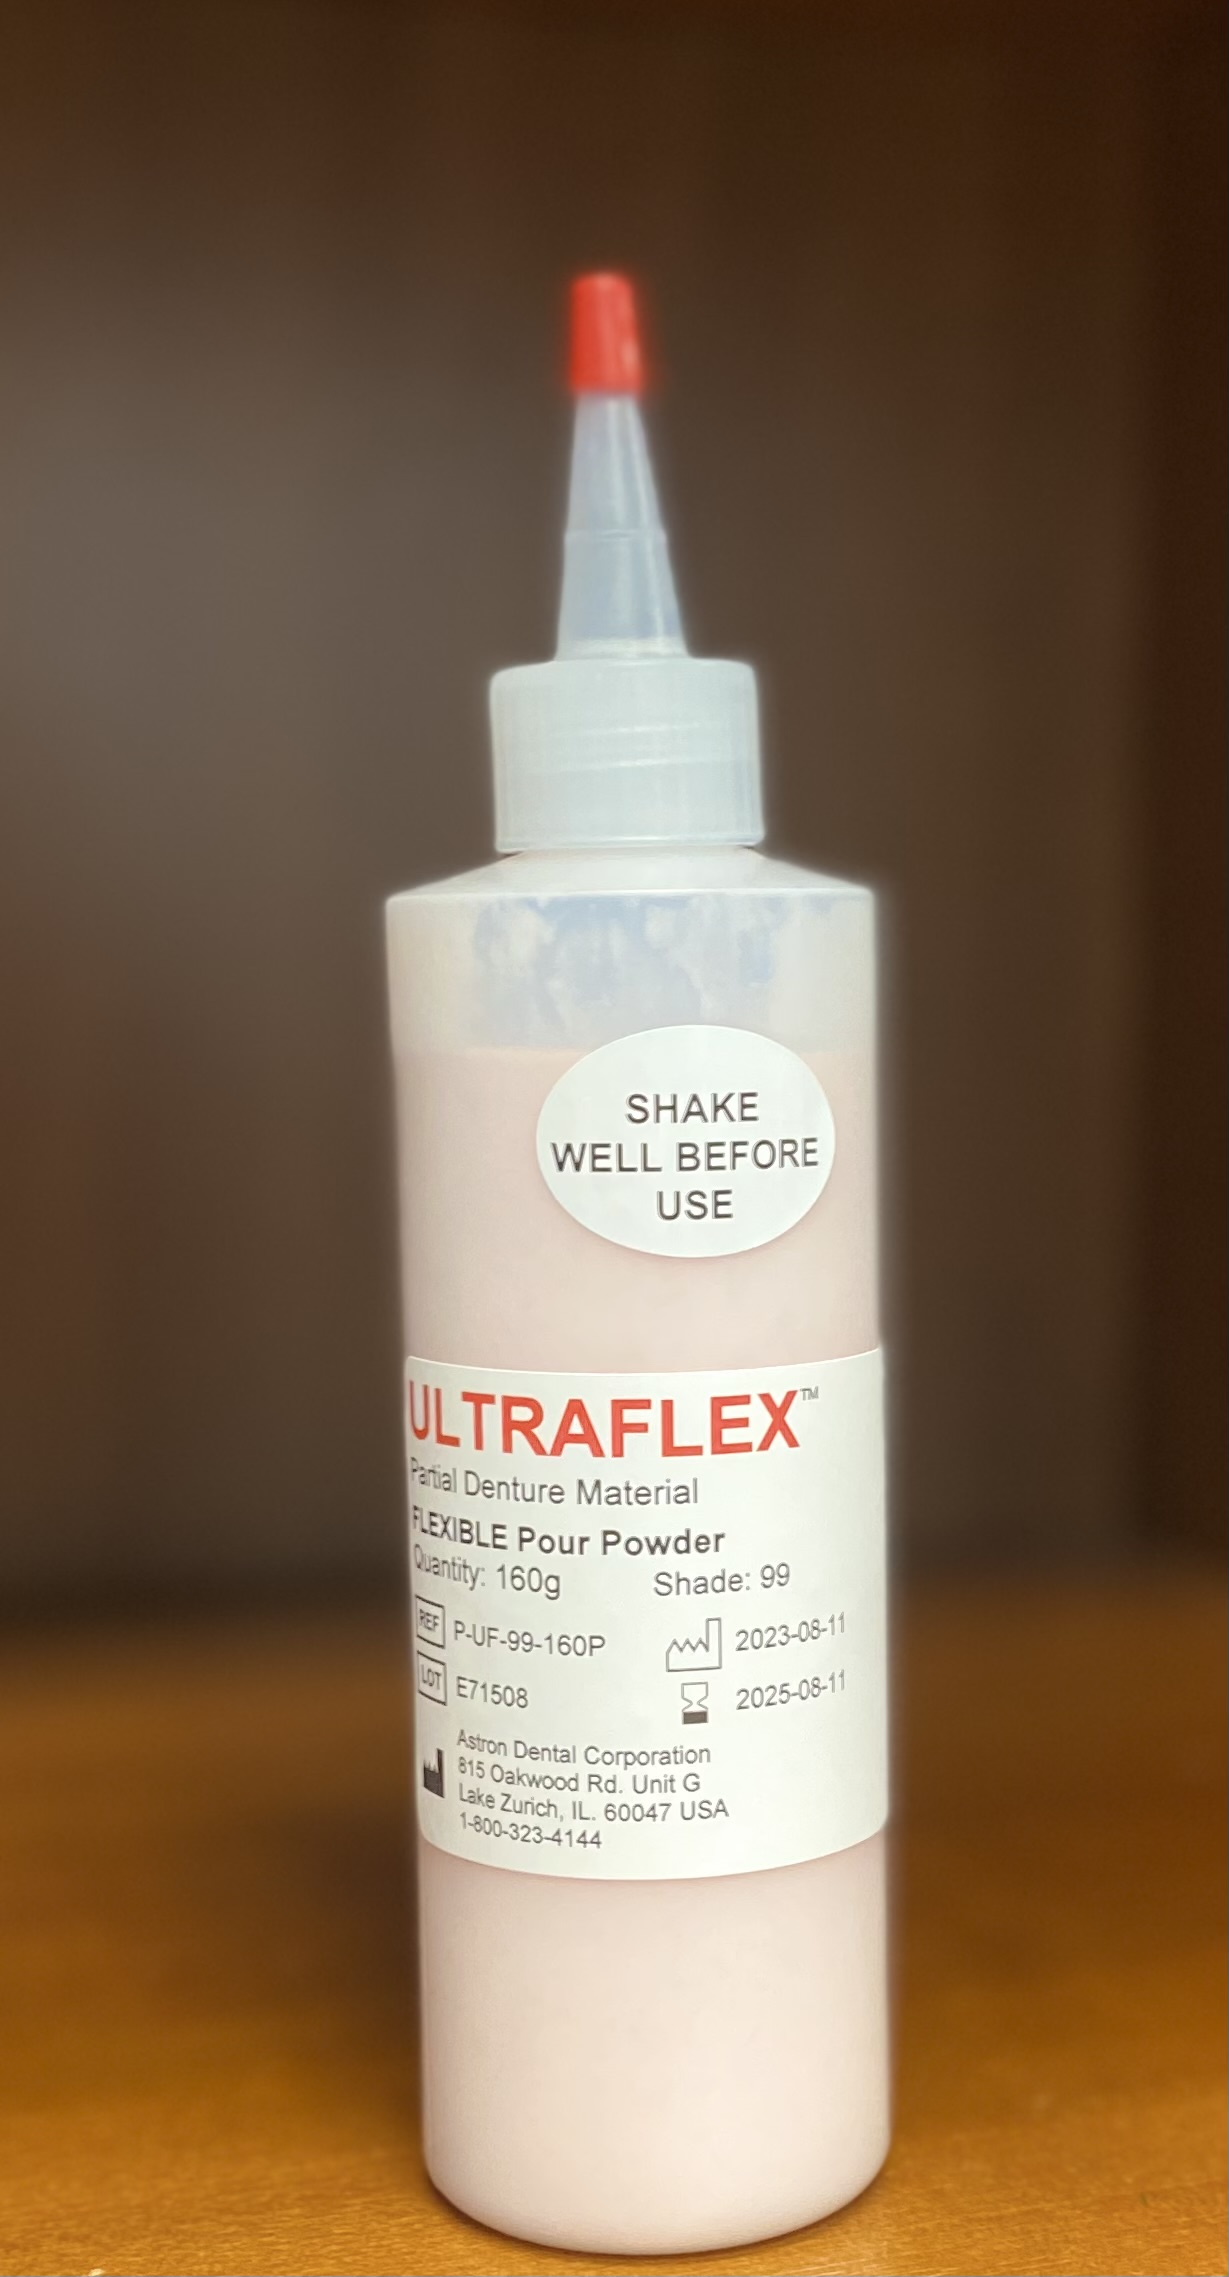 SHAKE
WELL BEFORE
USE
ULTRAFLEX™
Partial Denture Material
FLEXIBLE Pour Powder
Quantity: 160g Shade: 99
REF P-UF-99-160P 2023-08-11
LOT E71508 2025-08-11
Astron Dental Corporation
815 Oakwood Rd. Unit G
Lake Zurich, IL. 60047 USA
1-800-323-4144